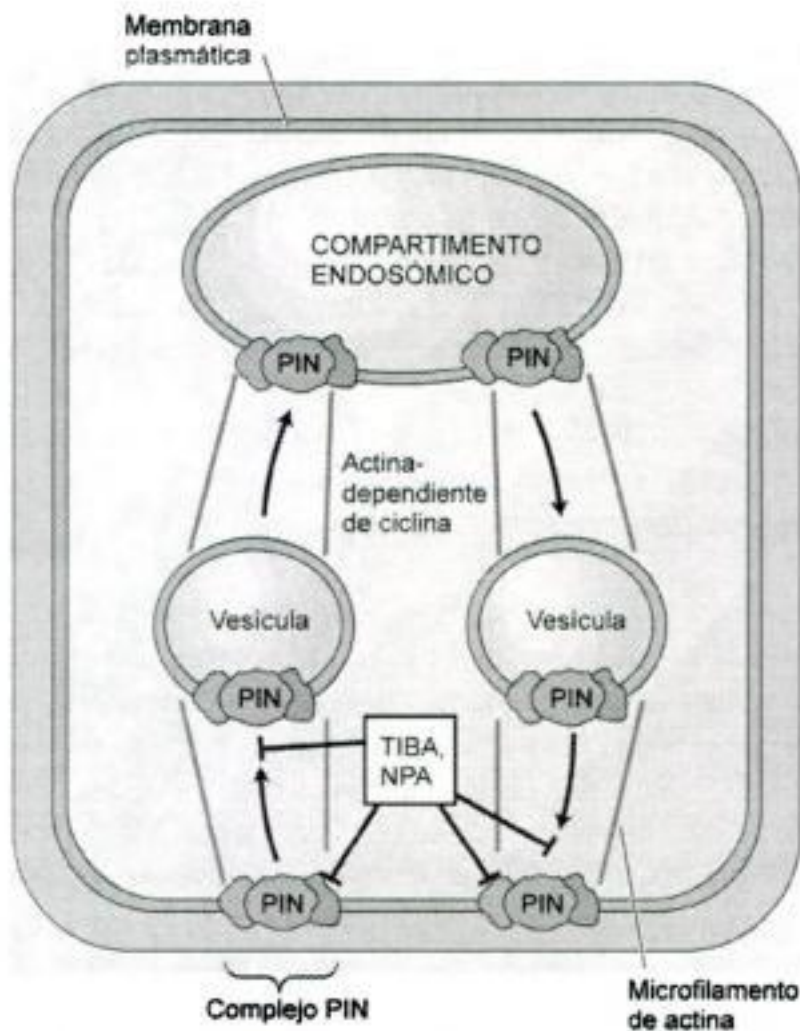 Membrana
plasmática
COMPARTIMENTO
ENDOSÓMICO
PIN
PIN
Actina-
dependiente
de ciclina
Vesícula
Vesícula
PIN
PIN
TIBA,
NPA
PIN
PIN
Complejo PIN
Microfilamento
de actina